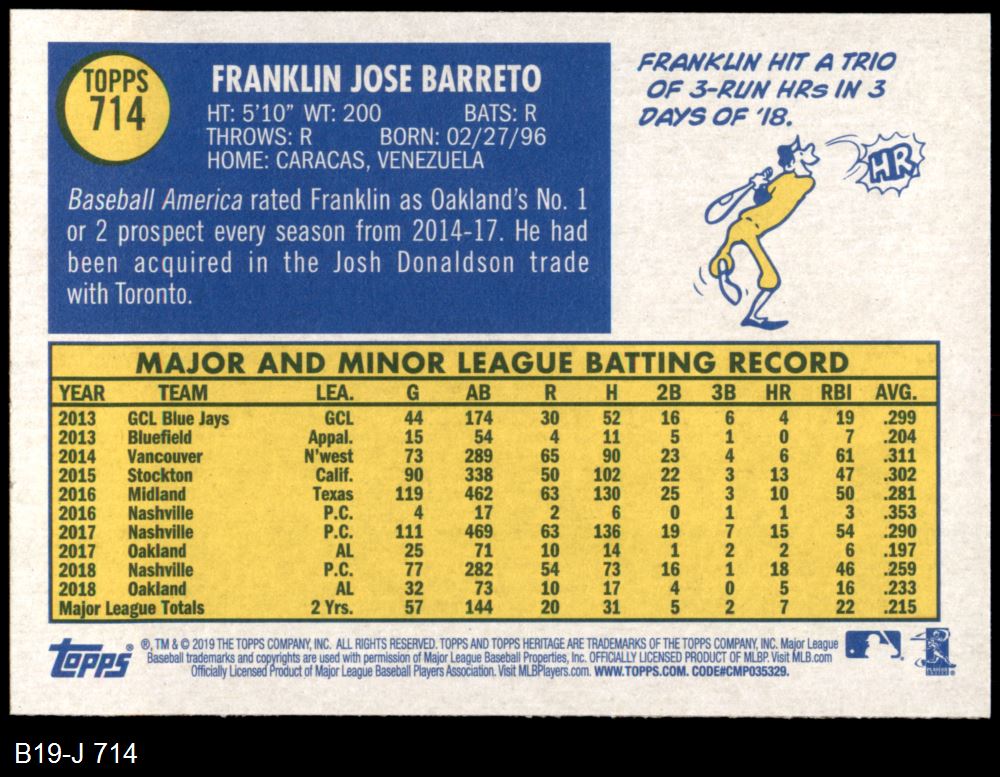 TOPPS
714
FRANKLIN JOSE BARRETO
HT: 5'10" WT: 200 BATS: R
THROWS: R BORN: 02/27/96
HOME: CARACAS, VENEZUELA
Baseball America rated Franklin as Oakland's No. 1
or 2 prospect every season from 2014-17. He had
been acquired in the Josh Donaldson trade
with Toronto.
FRANKLIN HIT A TRIO
OF 3-RUN HRs IN 3
DAYS OF '18.
HR
MAJOR AND MINOR LEAGUE BATTING RECORD
YEAR TEAM LEA. G AB R H 2B 3B HR RBI AVG.
2013 GCL Blue Jays GCL 44 174 30 52 16 6 4 19 .299
2013 Bluefield Appal. 15 54 4 11 5 1 0 7 .204
2014 Vancouver N'west 73 289 65 90 23 4 6 61 .311
2015 Stockton Calif. 90 338 50 102 22 3 13 47 .302
2016 Midland Texas 119 462 63 130 25 3 10 50 .281
2016 Nashville P.C. 4 17 2 6 0 1 1 3 .353
2017 Nashville P.C. 111 469 63 136 19 7 15 54 .290
2017 Oakland AL 25 71 10 14 1 2 2 6 .197
2018 Nashville P.C. 77 282 54 73 16 1 18 46 .259
2018 Oakland AL 32 73 10 17 4 0 5 16 .233
Major League Totals 2 Yrs. 57 144 20 31 5 2 7 22 .215
Topps
®, TM & © 2019 THE TOPPS COMPANY, INC. ALL RIGHTS RESERVED. TOPPS AND TOPPS HERITAGE ARE TRADEMARKS OF THE TOPPS COMPANY, INC. Major League
Baseball trademarks and copyrights are used with permission of Major League Baseball Properties, Inc. OFFICIALLY LICENSED PRODUCT OF MLBP. Visit MLB.com
Officially Licensed Product of Major League Baseball Players Association. Visit MLBPlayers.com. WWW.TOPPS.COM. CODE#CMP035329.
B19-J 714